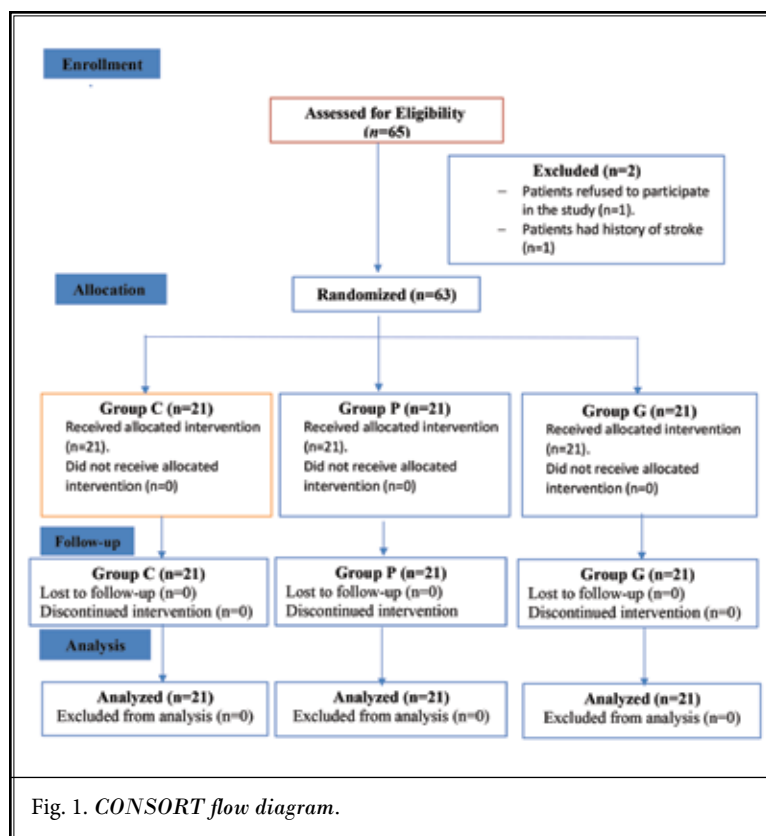 Enrollment
Assessed for Eligibility
(n=65)
Excluded (n=2)
– Patients refused to participate
in the study (n=1).
– Patients had history of stroke
(n=1)
Allocation
Randomized (n=63)
Group C (n=21)
Received allocated intervention
(n=21).
Did not receive allocated
intervention (n=0)
Group P (n=21)
Received allocated intervention
(n=21).
Did not receive allocated
intervention (n=0)
Group G (n=21)
Received allocated intervention
(n=21).
Did not receive allocated
intervention (n=0)
Follow-up
Group C (n=21)
Lost to follow-up (n=0)
Discontinued intervention (n=0)
Group P (n=21)
Lost to follow-up (n=0)
Discontinued intervention
Group G (n=21)
Lost to follow-up (n=0)
Discontinued intervention (n=0)
Analysis
Analyzed (n=21)
Excluded from analysis (n=0)
Analyzed (n=21)
Excluded from analysis (n=0)
Analyzed (n=21)
Excluded from analysis (n=0)
Fig. 1. CONSORT flow diagram.